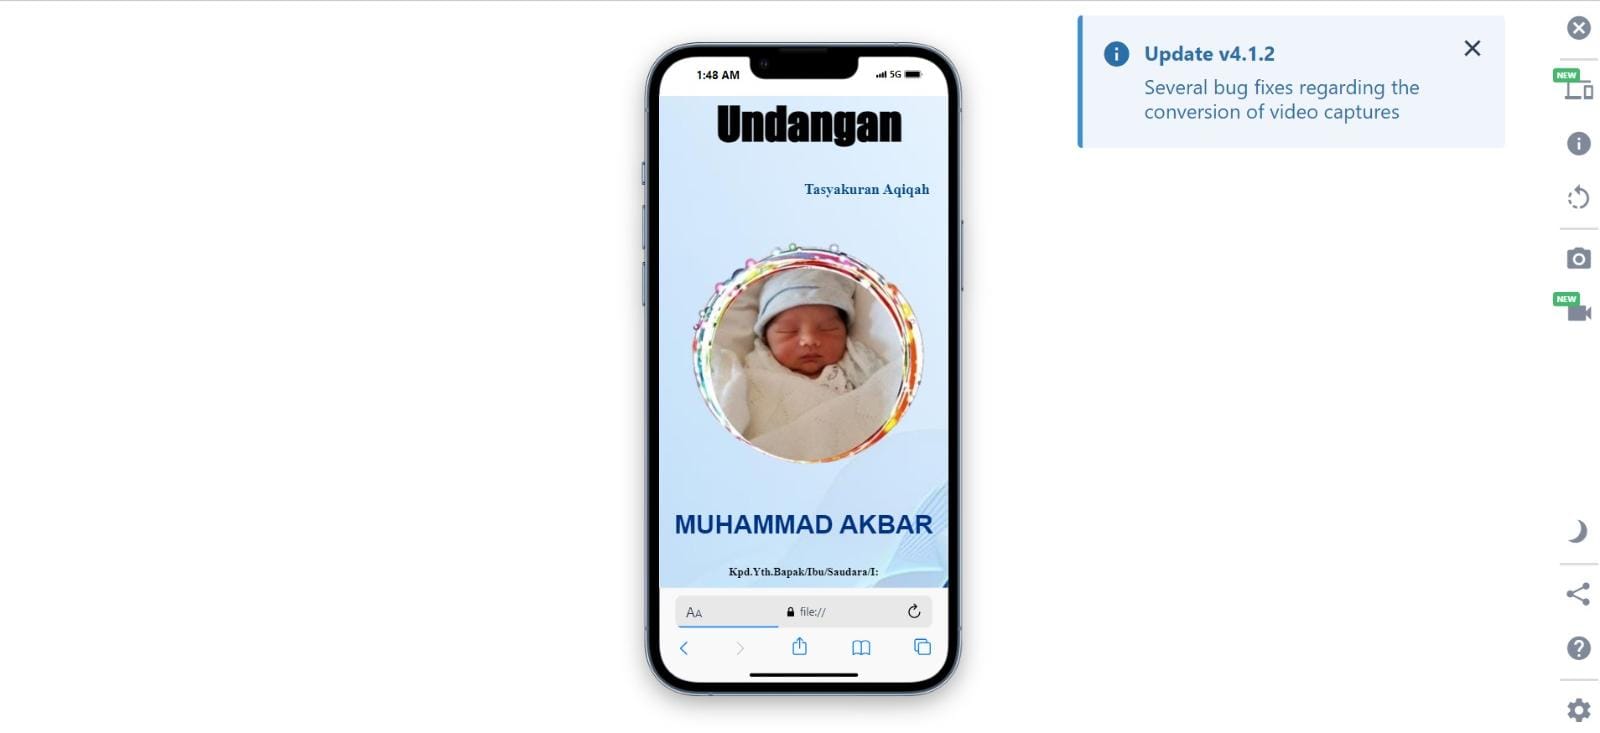 1:48 AM
5G
Undangan
Tasyakuran Aqiqah
MUHAMMAD AKBAR
Kpd.Yth.Bapak/Ibu/Saudara/I:
AA
file://
Update v4.1.2
Several bug fixes regarding the
conversion of video captures
NEW
NEW